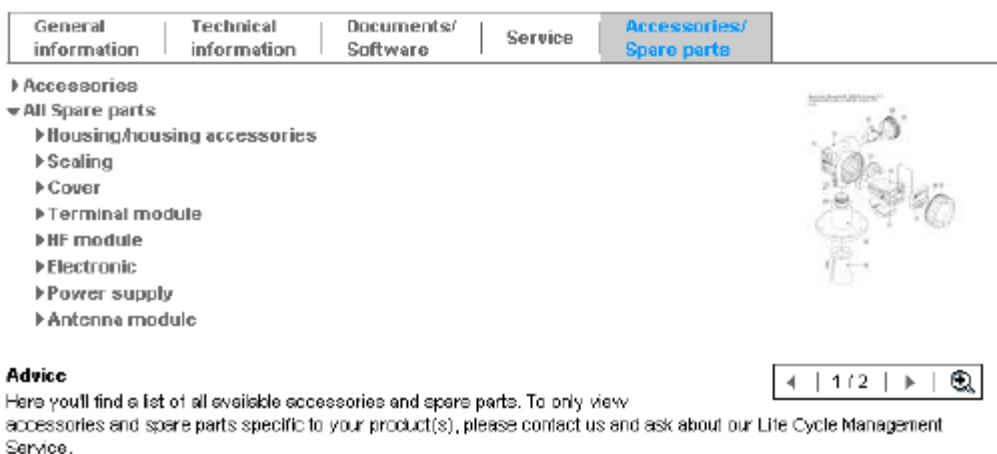 General information
Technical information
Documents/ Software
Service
Accessories/ Spare parts
Accessories
All Spare parts
Housing/housing accessories
Sealing
Cover
Terminal module
HF module
Electronic
Power supply
Antenna module
Advice
1 / 2
Here you'll find a list of all available accessories and spare parts. To only view
accessories and spare parts specific to your product(s), please contact us and ask about our Life Cycle Management
Service.